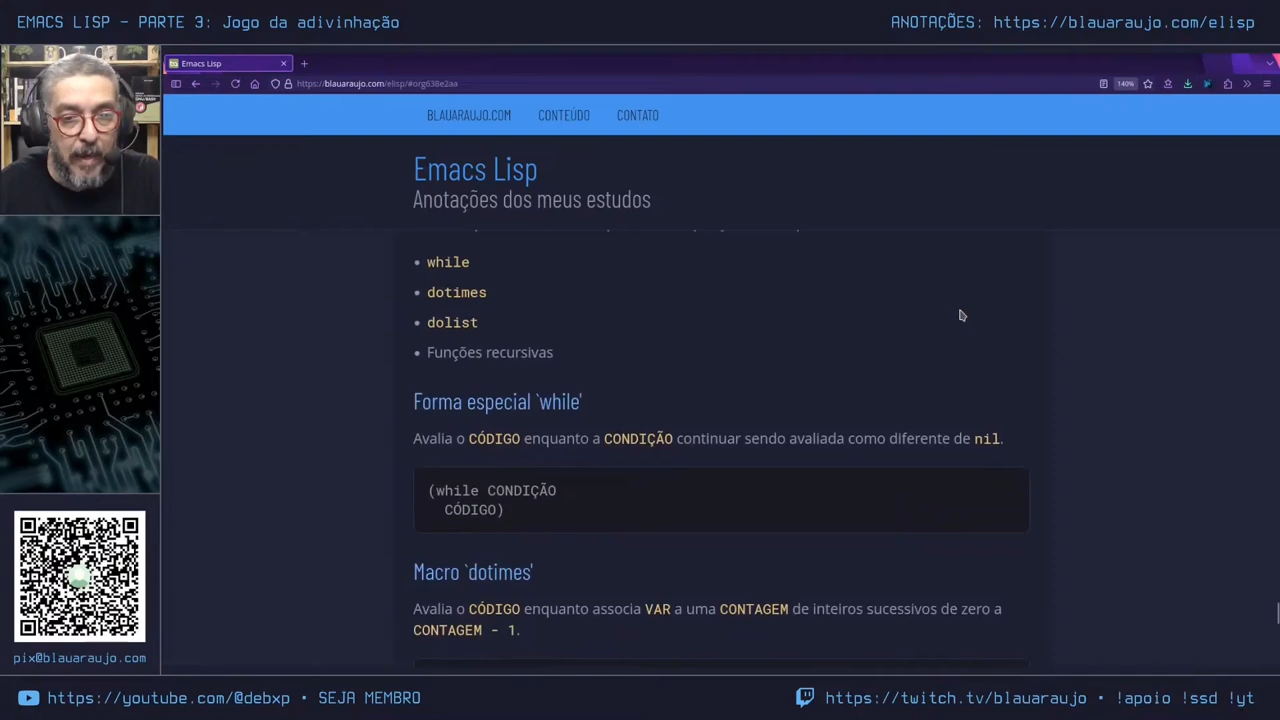 EMACS LISP - PARTE 3: Jogo da adivinhação
ANOTAÇÕES: https://blauaraujo.com/elisp
Emacs Lisp
https://blauaraujo.com/elisp/#org638e2aa
140%
BLAUARAUJO.COM CONTEÚDO CONTATO
Emacs Lisp
Anotações dos meus estudos
• while
• dotimes
• dolist
• Funções recursivas
Forma especial `while'
Avalia o CÓDIGO enquanto a CONDIÇÃO continuar sendo avaliada como diferente de nil.
(while CONDIÇÃO
CÓDIGO)
Macro `dotimes'
Avalia o CÓDIGO enquanto associa VAR a uma CONTAGEM de inteiros sucessivos de zero a
CONTAGEM - 1.
pix@blauaraujo.com
https://youtube.com/@debxp • SEJA MEMBRO
https://twitch.tv/blauaraujo • !apoio !ssd !yt